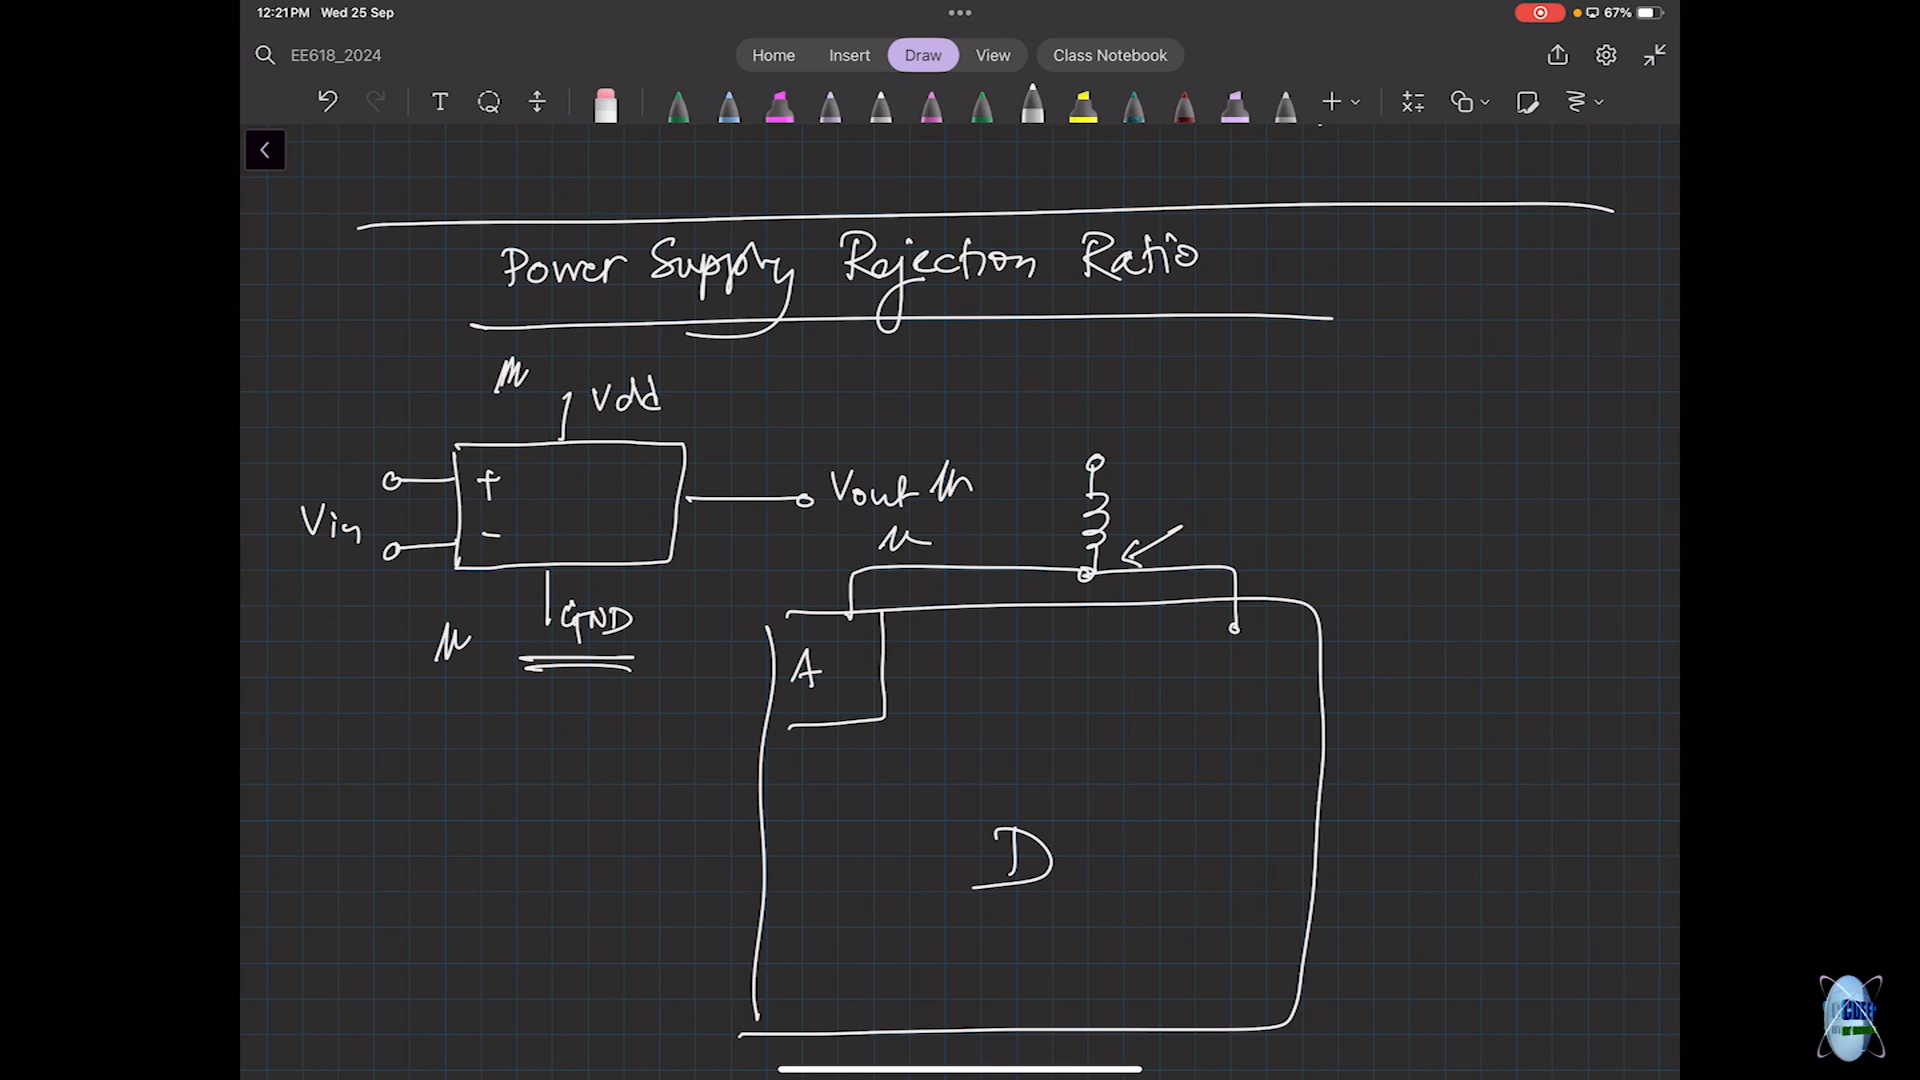 12:21 PM Wed 25 Sep
67%
EE618_2024
Home Insert Draw View Class Notebook
T
Power Supply Rejection Ratio
Vdd
+
Vin
-
Vout
GND
A
D